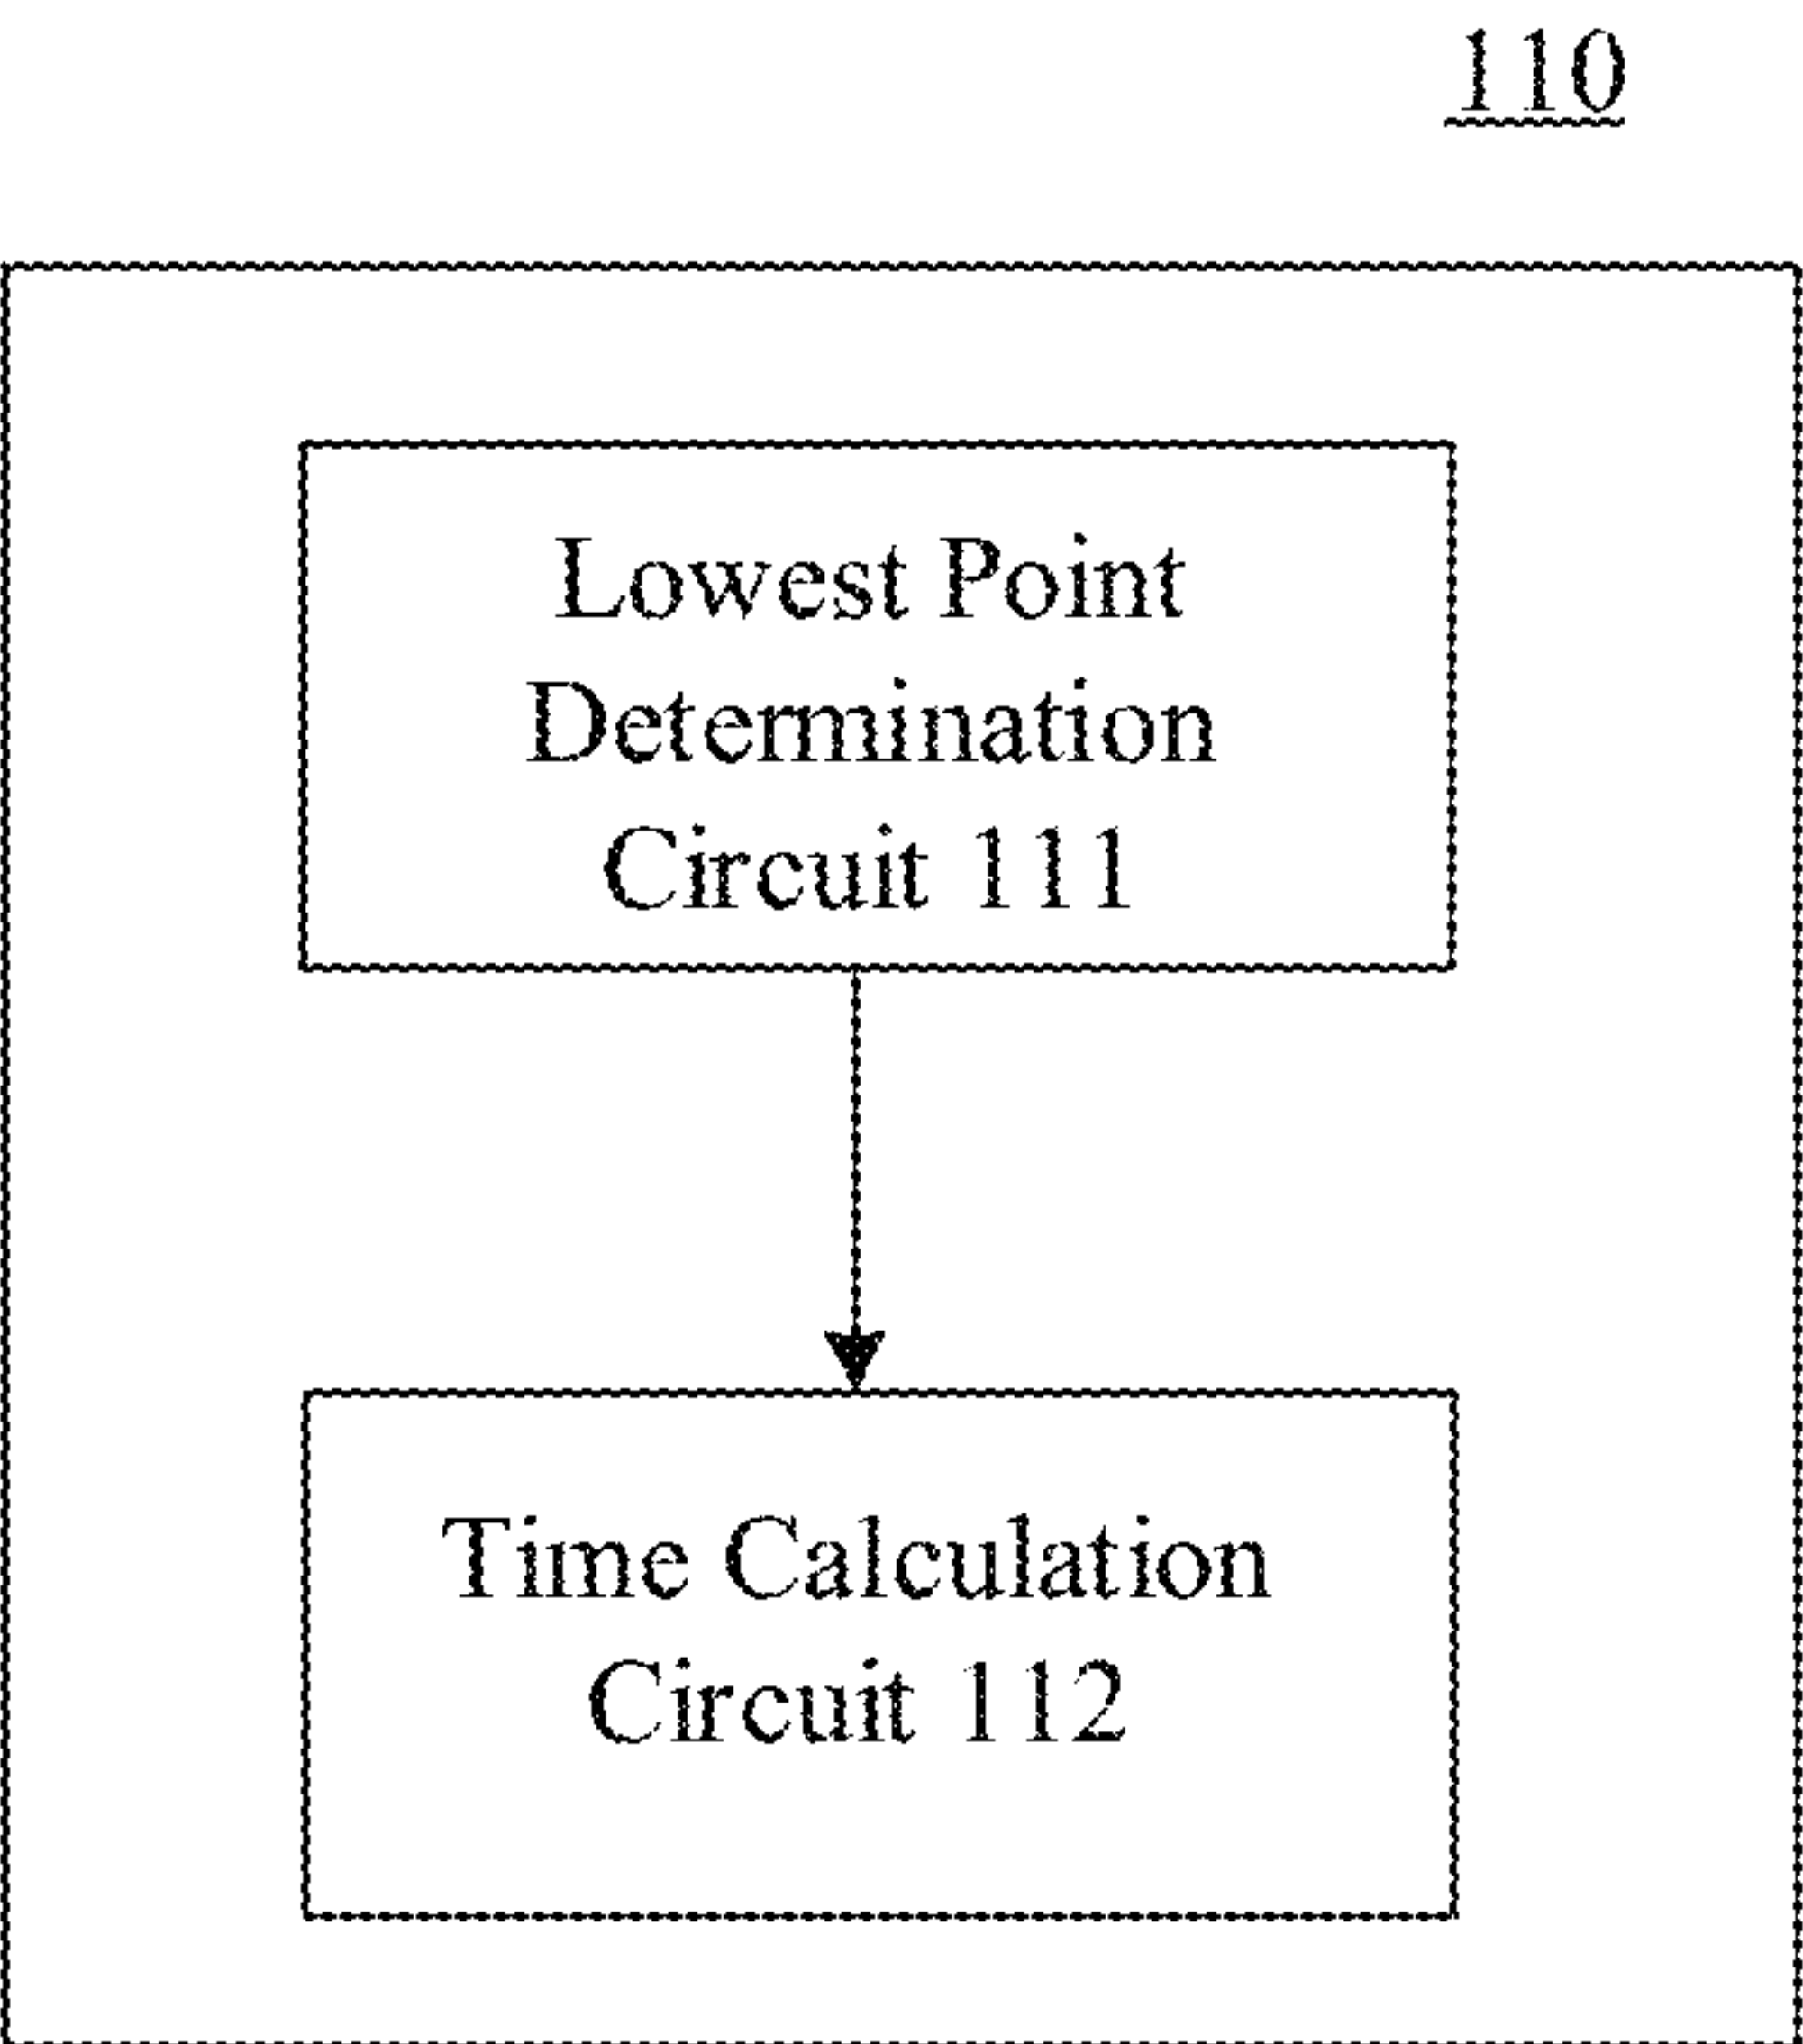 110
Lowest Point
Determination
Circuit 111
Time Calculation
Circuit 112